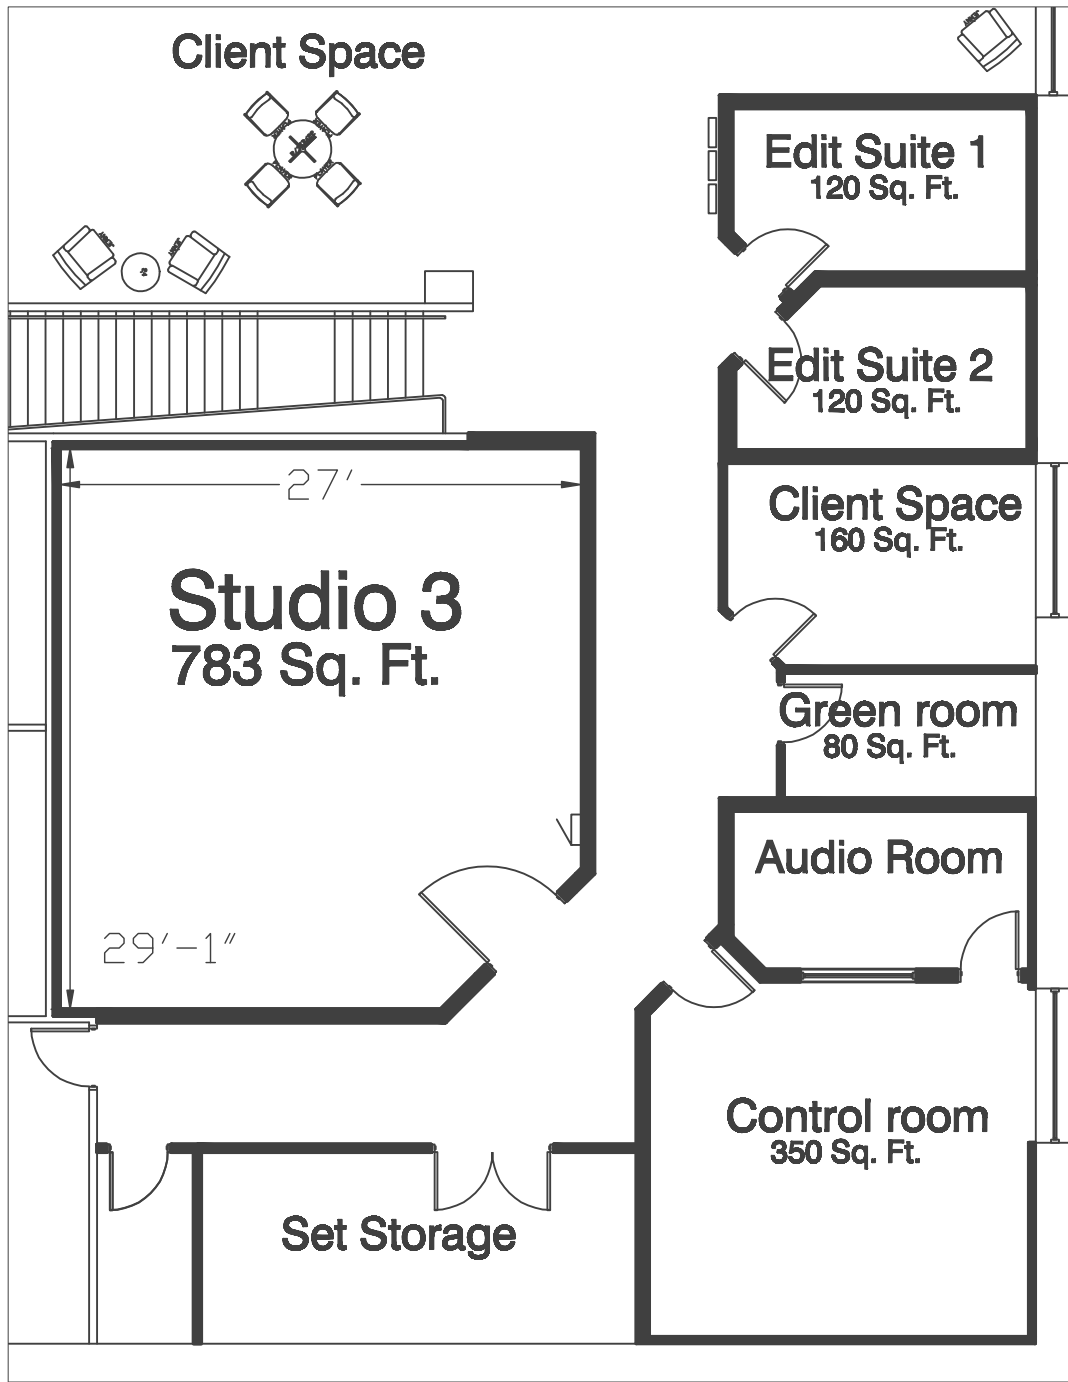 Client Space
Edit Suite 1
120 Sq. Ft.
Edit Suite 2
120 Sq. Ft.
27'
Client Space
160 Sq. Ft.
Studio 3
783 Sq. Ft.
Green room
80 Sq. Ft.
Audio Room
29'-1"
Control room
350 Sq. Ft.
Set Storage